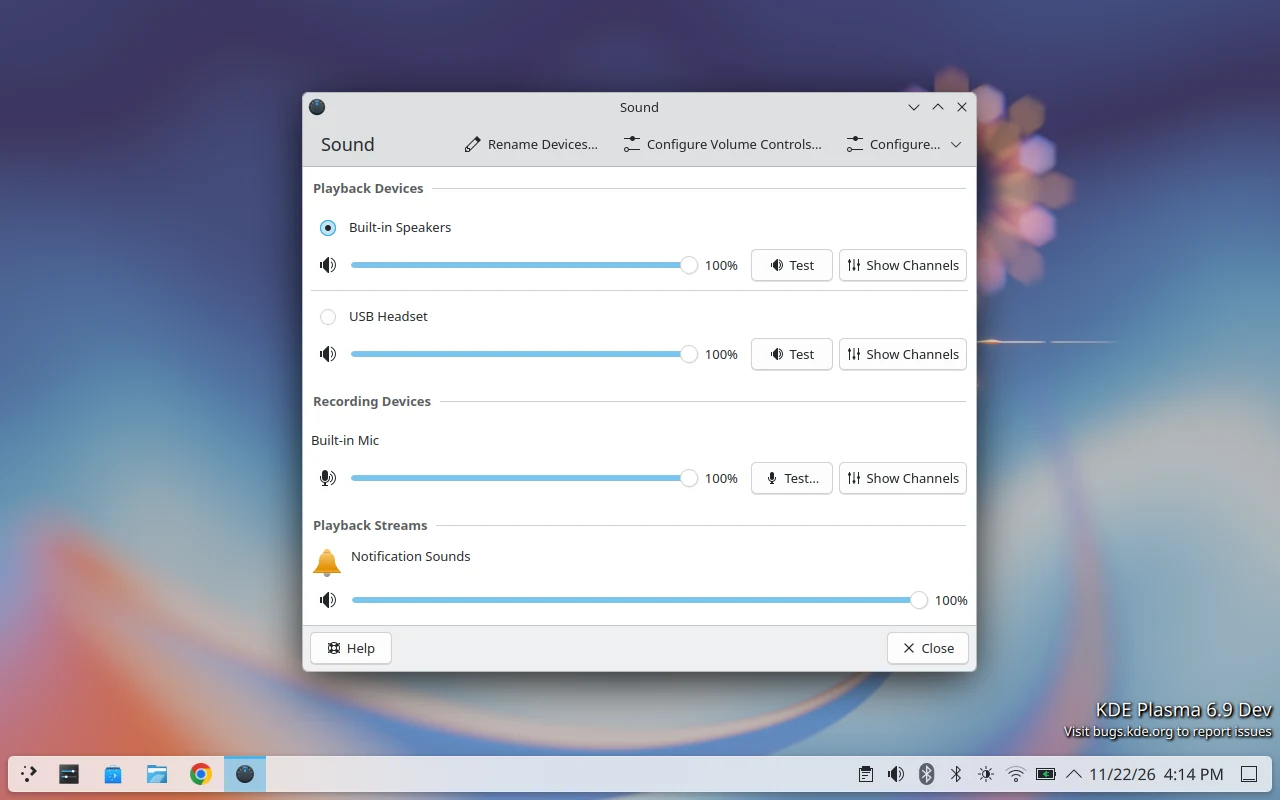 Sound
Sound
Rename Devices...
Configure Volume Controls...
Configure...
Playback Devices
Built-in Speakers
100%
Test
Show Channels
USB Headset
100%
Test
Show Channels
Recording Devices
Built-in Mic
100%
Test...
Show Channels
Playback Streams
Notification Sounds
100%
Help
Close
KDE Plasma 6.9 Dev
Visit bugs.kde.org to report issues
11/22/26 4:14 PM